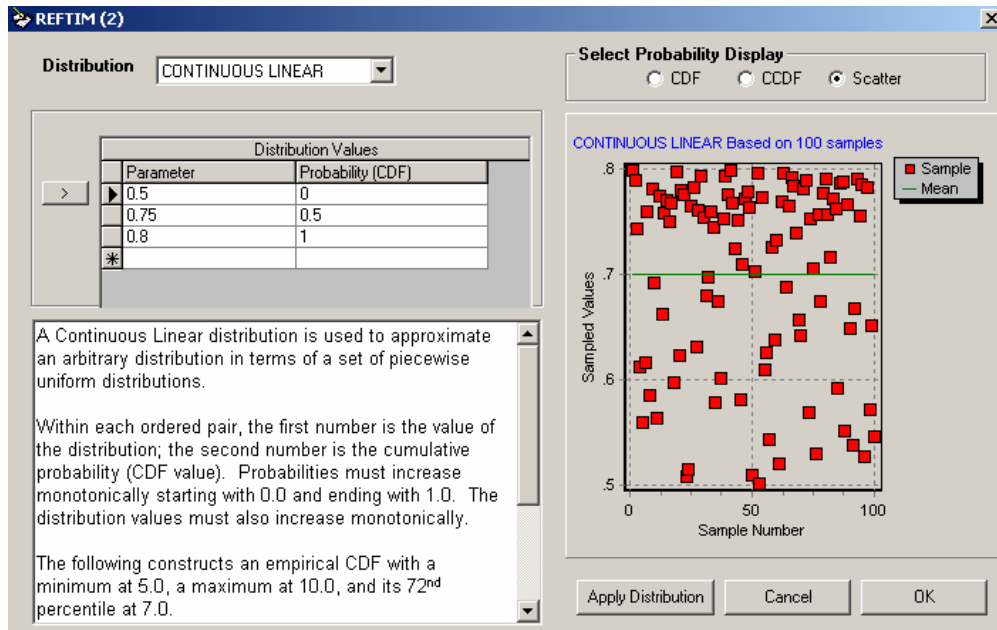 REFTIM (2)
Distribution
CONTINUOUS LINEAR
>
Distribution Values
Parameter Probability (CDF)
0.5 0
0.75 0.5
0.8 1
A Continuous Linear distribution is used to approximate
an arbitrary distribution in terms of a set of piecewise
uniform distributions.
Within each ordered pair, the first number is the value of
the distribution; the second number is the cumulative
probability (CDF value). Probabilities must increase
monotonically starting with 0.0 and ending with 1.0. The
distribution values must also increase monotonically.
The following constructs an empirical CDF with a
minimum at 5.0, a maximum at 10.0, and its 72nd
percentile at 7.0.
Select Probability Display
CDF CCDF Scatter
CONTINUOUS LINEAR Based on 100 samples
.8
.7
.6
.5
Sampled Values
0 50 100
Sample Number
Sample
Mean
Apply Distribution Cancel OK